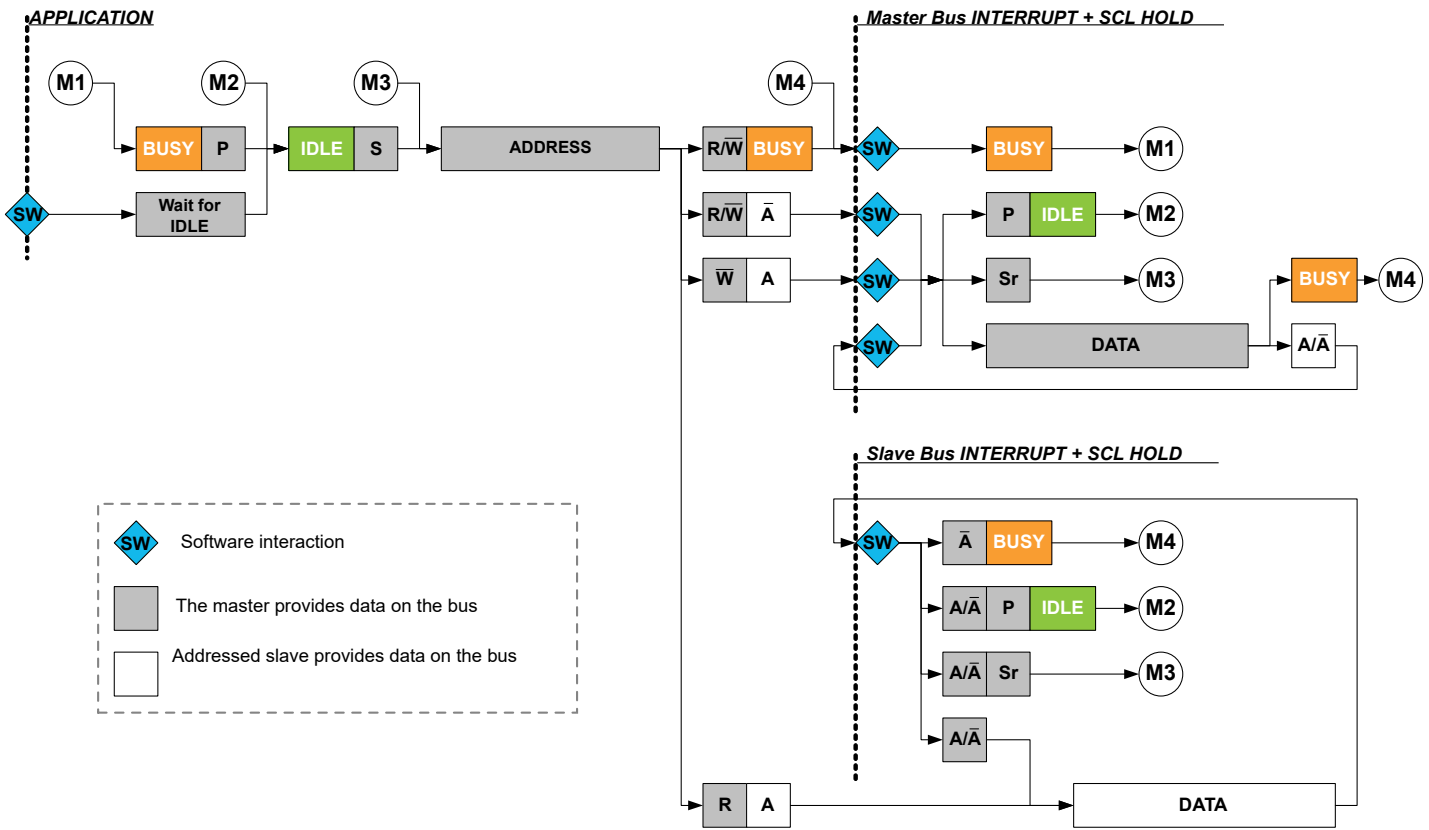 APPLICATION
Master Bus INTERRUPT + SCL HOLD
M1
M2
M3
M4
BUSY P
IDLE S
ADDRESS
R/W̅ BUSY
SW
BUSY
M1
SW
Wait for
IDLE
R/W̅ A̅
SW
P IDLE
M2
W̅ A
SW
Sr
M3
BUSY
M4
SW
DATA
A/A̅
Slave Bus INTERRUPT + SCL HOLD
SW
A̅ BUSY
M4
A/A̅ P IDLE
M2
A/A̅ Sr
M3
A/A̅
R A
DATA
SW Software interaction
The master provides data on the bus
Addressed slave provides data on the bus